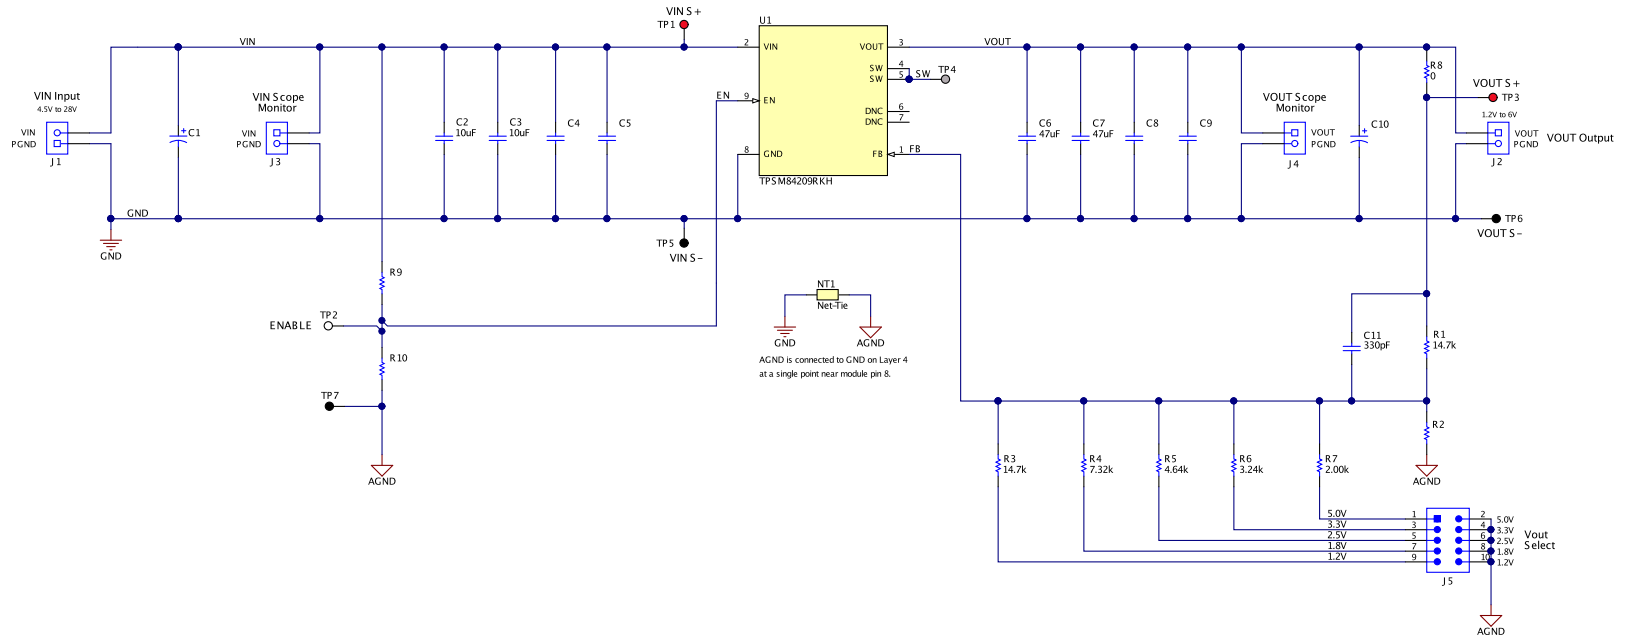 VIN S+
TP1
U1
VIN
2
VIN
VOUT
3
VOUT
SW
4
SW
5
SW
TP4
EN
9
EN
DNC
6
DNC
7
8
GND
FB
1
FB
TPSM84209RKH
VIN Input
4.5V to 28V
VIN
PGND
J1
C1
VIN Scope
Monitor
VIN
PGND
J3
C2
10uF
C3
10uF
C4
C5
C6
47uF
C7
47uF
C8
C9
VOUT Scope
Monitor
VOUT
PGND
J4
C10
R8
0
VOUT S+
TP3
1.2V to 6V
VOUT
PGND
J2
VOUT Output
GND
GND
TP5
VIN S-
TP6
VOUT S-
R9
TP2
ENABLE
R10
TP7
AGND
NT1
Net-Tie
GND
AGND
AGND is connected to GND on Layer 4
at a single point near module pin 8.
C11
330pF
R1
14.7k
R2
AGND
R3
14.7k
R4
7.32k
R5
4.64k
R6
3.24k
R7
2.00k
5.0V
1
2
5.0V
3.3V
3
4
3.3V
2.5V
5
6
2.5V
1.8V
7
8
1.8V
1.2V
9
10
1.2V
Vout
Select
J5
AGND